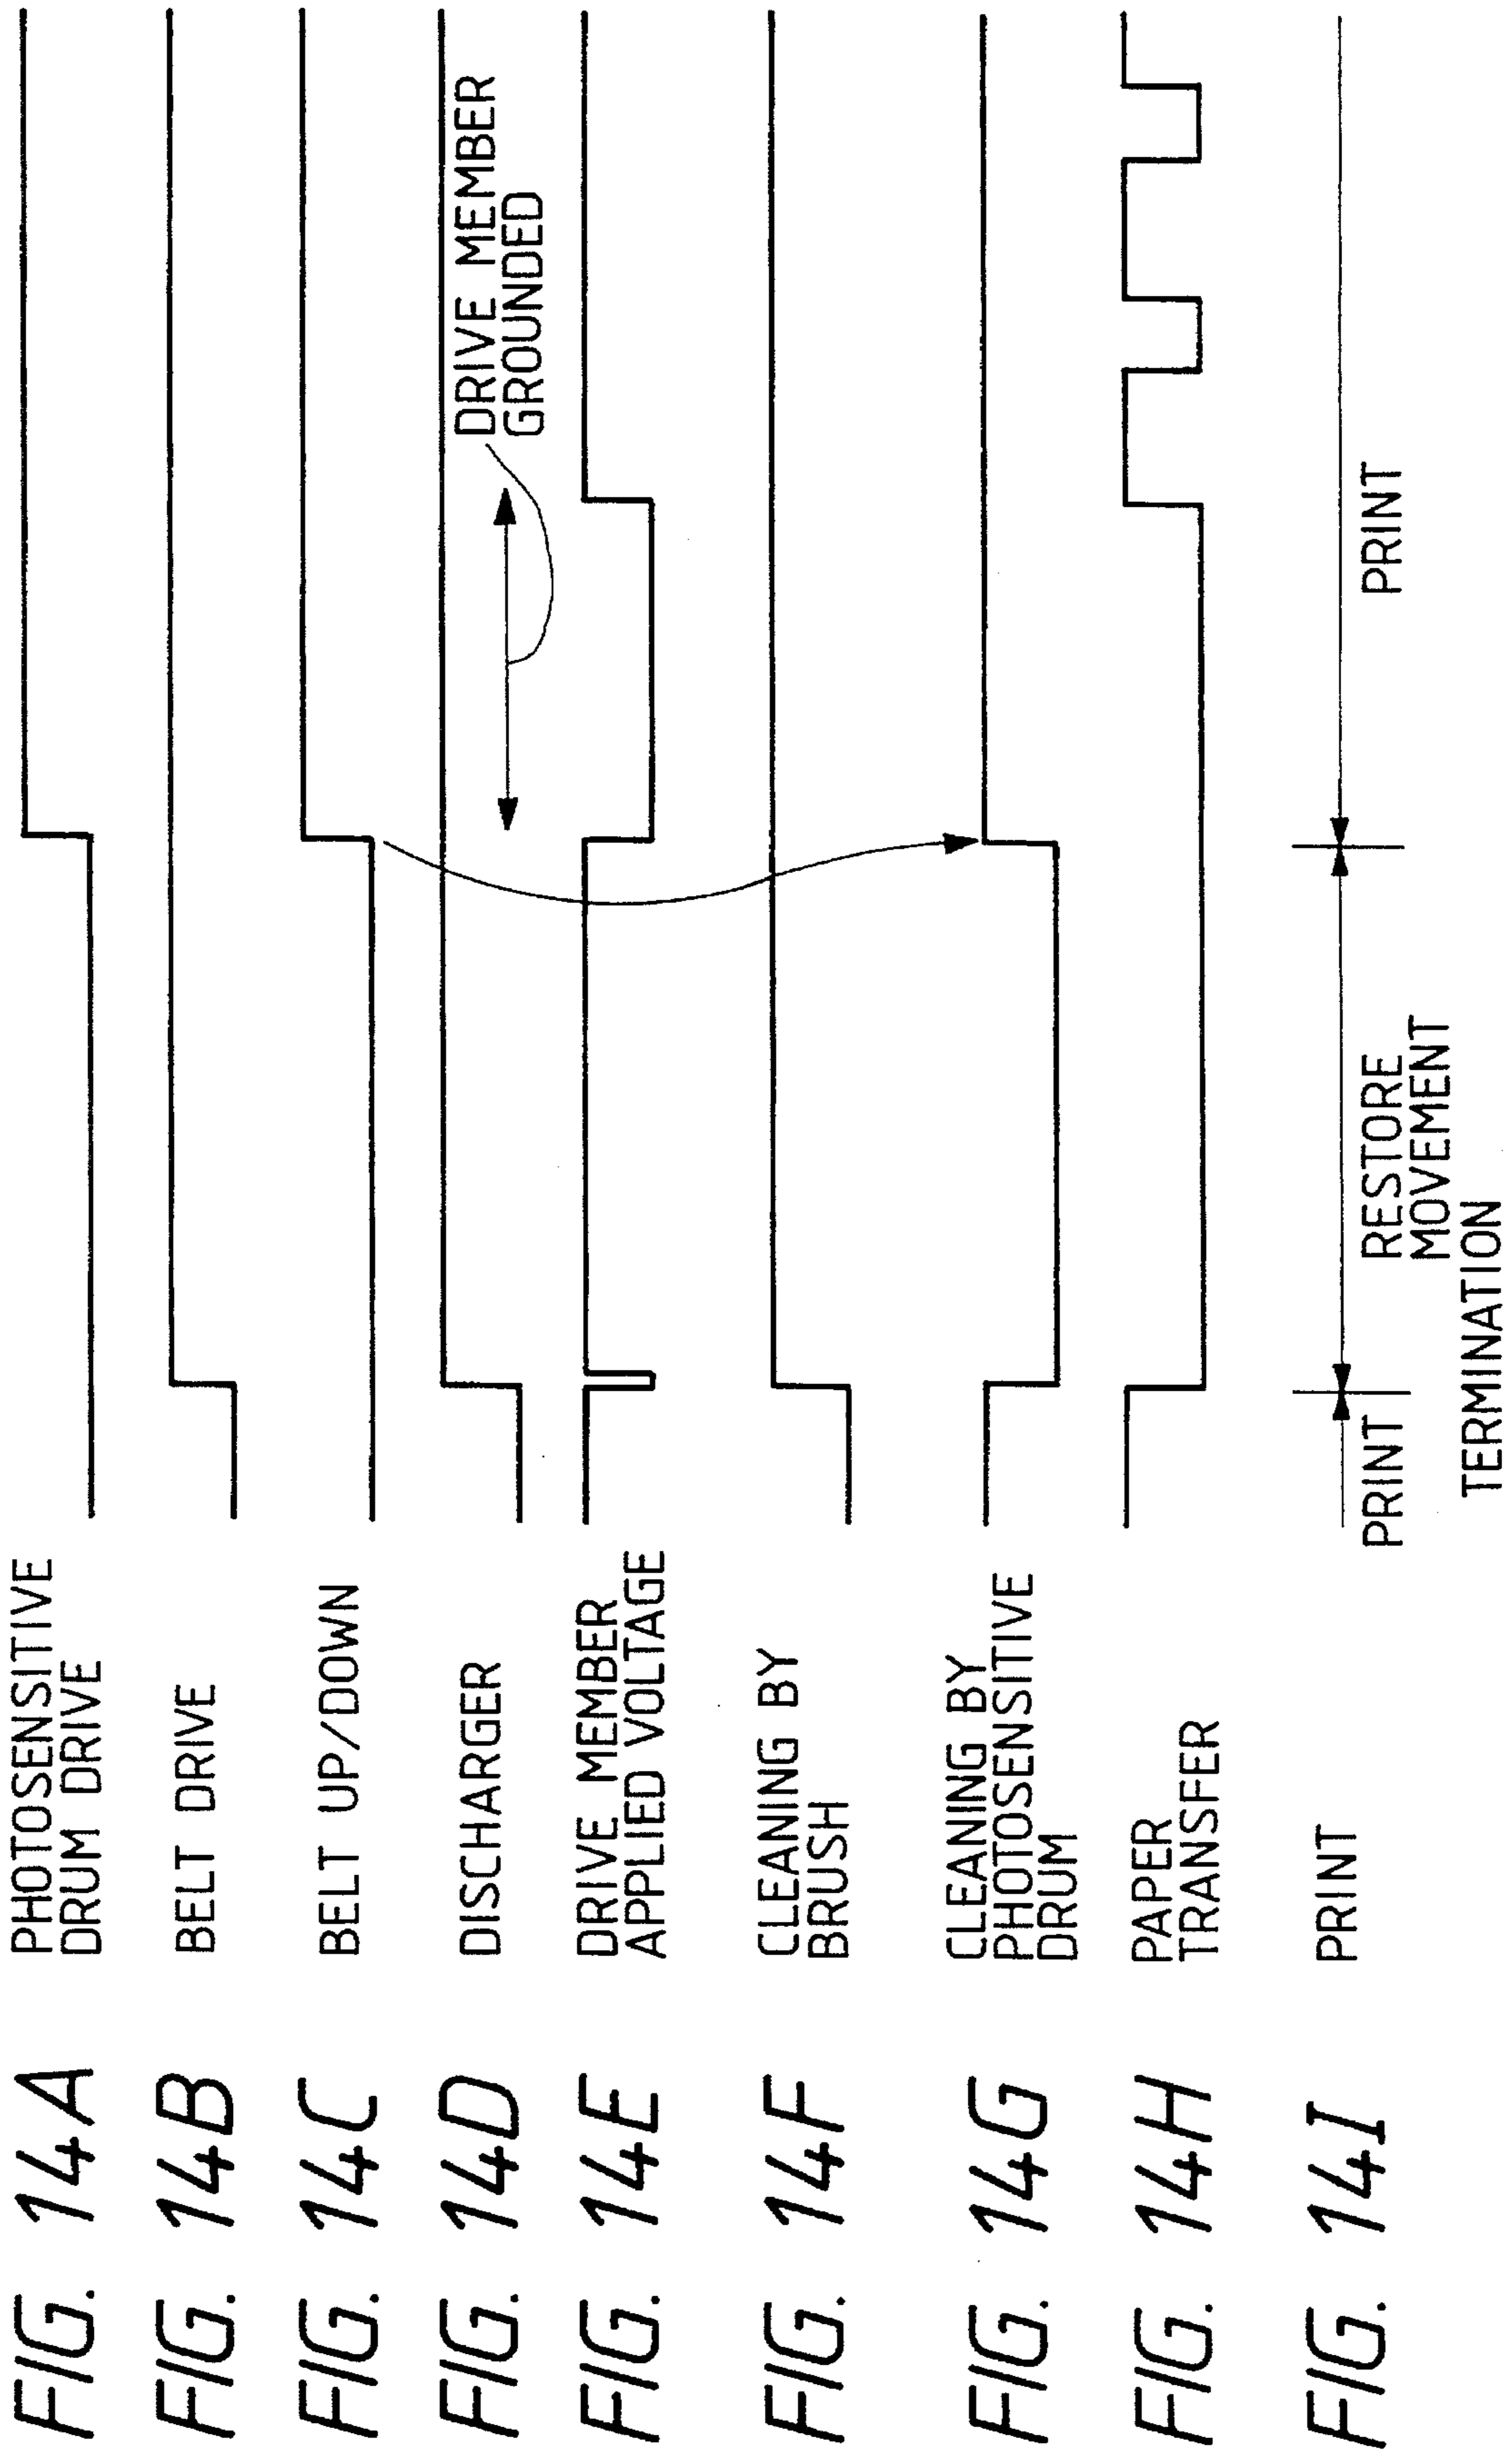 FIG. 14A
PHOTOSENSITIVE
DRUM DRIVE
FIG. 14B
BELT DRIVE
FIG. 14C
BELT UP/DOWN
FIG. 14D
DISCHARGER
DRIVE MEMBER
GROUNDED
FIG. 14E
DRIVE MEMBER
APPLIED VOLTAGE
FIG. 14F
CLEANING BY
BRUSH
FIG. 14G
CLEANING BY
PHOTOSENSITIVE
DRUM
FIG. 14H
PAPER
TRANSFER
FIG. 14I
PRINT
PRINT
RESTORE
MOVEMENT
PRINT
TERMINATION